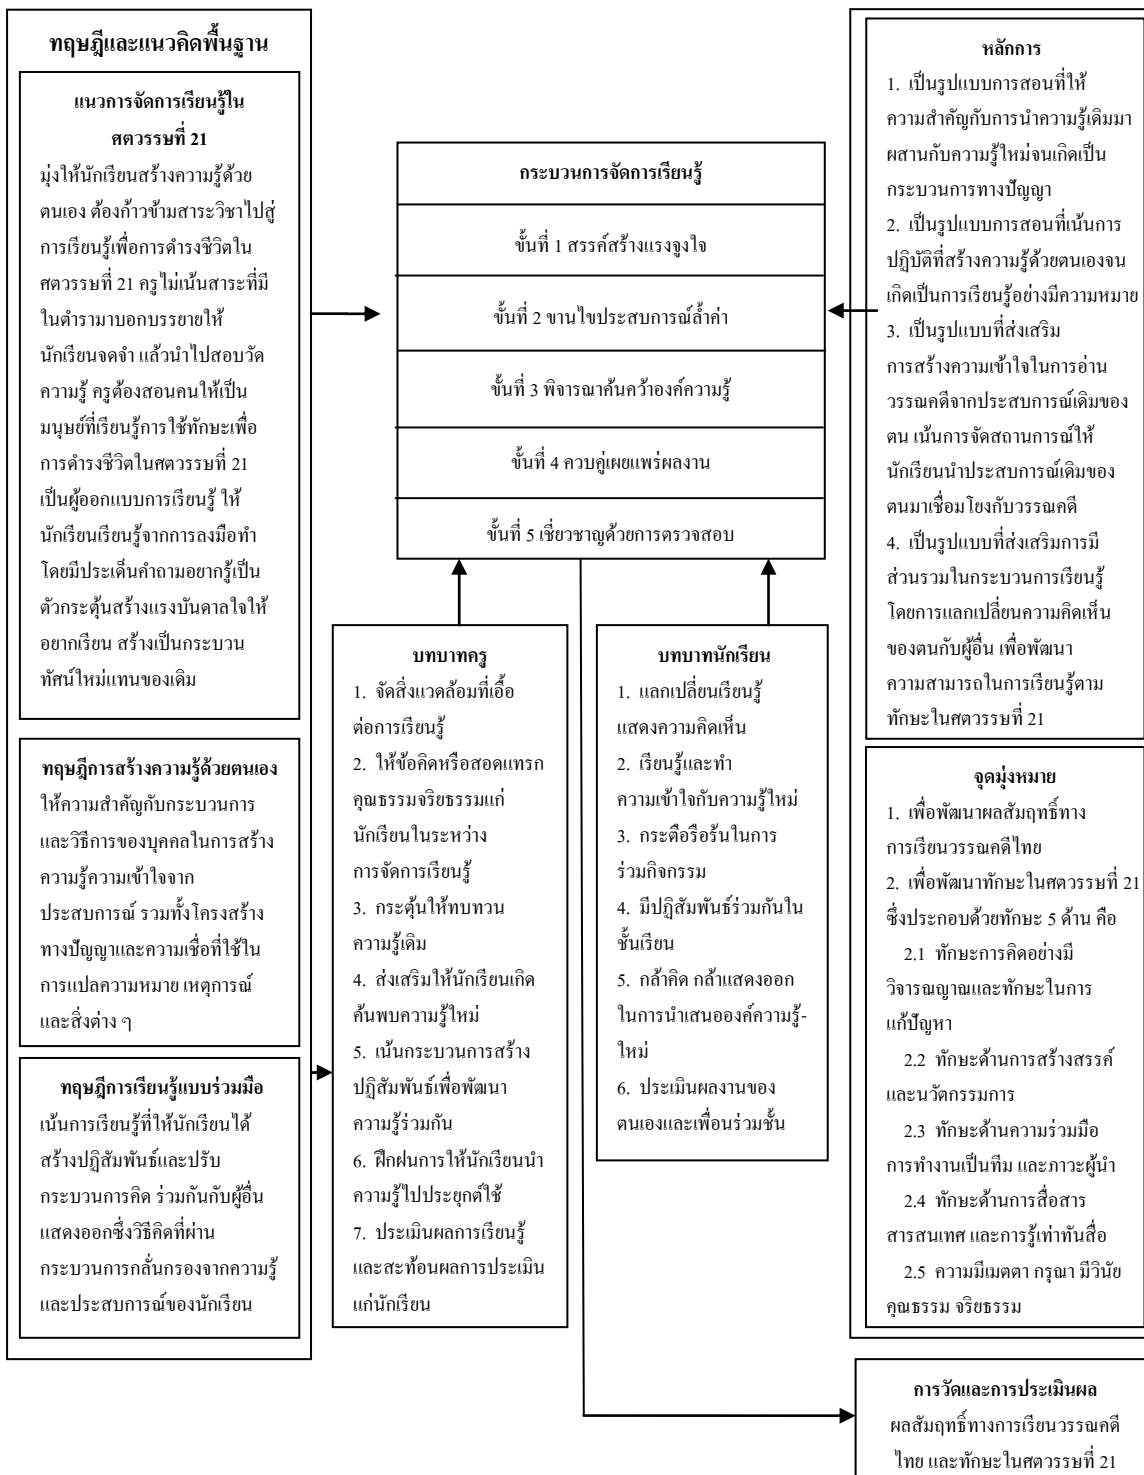 ทฤษฎีและแนวคิดพื้นฐาน
แนวการจัดการเรียนรู้ใน
ศตวรรษที่ 21
มุ่งให้นักเรียนสร้างความรู้ด้วย
ตนเอง ต้องก้าวข้ามสาระวิชาไปสู่
การเรียนรู้เพื่อการดำรงชีวิตใน
ศตวรรษที่ 21 ครูไม่เน้นสาระที่มี
ในตำรามาบอกบรรยายให้
นักเรียนจดจำ แล้วนำไปสอบวัด
ความรู้ ครูต้องสอนคนให้เป็น
มนุษย์ที่เรียนรู้การใช้ทักษะเพื่อ
การดำรงชีวิตในศตวรรษที่ 21
เป็นผู้ออกแบบการเรียนรู้ ให้
นักเรียนเรียนรู้จากการลงมือทำ
โดยมีประเด็นคำถามอยากรู้เป็น
ตัวกระตุ้นสร้างแรงบันดาลใจให้
อยากเรียน สร้างเป็นกระบวน
ทัศน์ใหม่แทนของเดิม
ทฤษฎีการสร้างความรู้ด้วยตนเอง
ให้ความสำคัญกับกระบวนการ
และวิธีการของบุคคลในการสร้าง
ความรู้ความเข้าใจจาก
ประสบการณ์ รวมทั้งโครงสร้าง
ทางปัญญาและความเชื่อที่ใช้ใน
การแปลความหมาย เหตุการณ์
และสิ่งต่าง ๆ
ทฤษฎีการเรียนรู้แบบร่วมมือ
เน้นการเรียนรู้ที่ให้นักเรียนได้
สร้างปฏิสัมพันธ์และปรับ
กระบวนการคิด ร่วมกันกับผู้อื่น
แสดงออกซึ่งวิธีคิดที่ผ่าน
กระบวนการกลั่นกรองจากความรู้
และประสบการณ์ของนักเรียน
กระบวนการจัดการเรียนรู้
ขั้นที่ 1 สรรค์สร้างแรงจูงใจ
ขั้นที่ 2 ขานไขประสบการณ์ล้ำค่า
ขั้นที่ 3 พิจารณาค้นคว้าองค์ความรู้
ขั้นที่ 4 ควบคู่เผยแพร่ผลงาน
ขั้นที่ 5 เชี่ยวชาญด้วยการตรวจสอบ
บทบาทครู
1. จัดสิ่งแวดล้อมที่เอื้อ
ต่อการเรียนรู้
2. ให้ข้อคิดหรือสอดแทรก
คุณธรรมจริยธรรมแก่
นักเรียนในระหว่าง
การจัดการเรียนรู้
3. กระตุ้นให้ทบทวน
ความรู้เดิม
4. ส่งเสริมให้นักเรียนเกิด
ค้นพบความรู้ใหม่
5. เน้นกระบวนการสร้าง
ปฏิสัมพันธ์เพื่อพัฒนา
ความรู้ร่วมกัน
6. ฝึกฝนการให้นักเรียนนำ
ความรู้ไปประยุกต์ใช้
7. ประเมินผลการเรียนรู้
และสะท้อนผลการประเมิน
แก่นักเรียน
บทบาทนักเรียน
1. แลกเปลี่ยนเรียนรู้
แสดงความคิดเห็น
2. เรียนรู้และทำ
ความเข้าใจกับความรู้ใหม่
3. กระตือรือร้นในการ
ร่วมกิจกรรม
4. มีปฏิสัมพันธ์ร่วมกันใน
ชั้นเรียน
5. กล้าคิด กล้าแสดงออก
ในการนำเสนอองค์ความรู้-
ใหม่
6. ประเมินผลงานของ
ตนเองและเพื่อนร่วมชั้น
หลักการ
1. เป็นรูปแบบการสอนที่ให้
ความสำคัญกับการนำความรู้เดิมมา
ผสานกับความรู้ใหม่จนเกิดเป็น
กระบวนการทางปัญญา
2. เป็นรูปแบบการสอนที่เน้นการ
ปฏิบัติที่สร้างความรู้ด้วยตนเองจน
เกิดเป็นการเรียนรู้อย่างมีความหมาย
3. เป็นรูปแบบที่ส่งเสริม
การสร้างความเข้าใจในการอ่าน
วรรณคดีจากประสบการณ์เดิมของ
ตน เน้นการจัดสถานการณ์ให้
นักเรียนนำประสบการณ์เดิมของ
ตนมาเชื่อมโยงกับวรรณคดี
4. เป็นรูปแบบที่ส่งเสริมการมี
ส่วนรวมในกระบวนการเรียนรู้
โดยการแลกเปลี่ยนความคิดเห็น
ของตนกับผู้อื่น เพื่อพัฒนา
ความสามารถในการเรียนรู้ตาม
ทักษะในศตวรรษที่ 21
จุดมุ่งหมาย
1. เพื่อพัฒนาผลสัมฤทธิ์ทาง
การเรียนวรรณคดีไทย
2. เพื่อพัฒนาทักษะในศตวรรษที่ 21
ซึ่งประกอบด้วยทักษะ 5 ด้าน คือ
2.1 ทักษะการคิดอย่างมี
วิจารณญาณและทักษะในการ
แก้ปัญหา
2.2 ทักษะด้านการสร้างสรรค์
และนวัตกรรมการ
2.3 ทักษะด้านความร่วมมือ
การทำงานเป็นทีม และภาวะผู้นำ
2.4 ทักษะด้านการสื่อสาร
สารสนเทศ และการรู้เท่าทันสื่อ
2.5 ความมีเมตตา กรุณา มีวินัย
คุณธรรม จริยธรรม
การวัดและการประเมินผล
ผลสัมฤทธิ์ทางการเรียนวรรณคดี
ไทย และทักษะในศตวรรษที่ 21